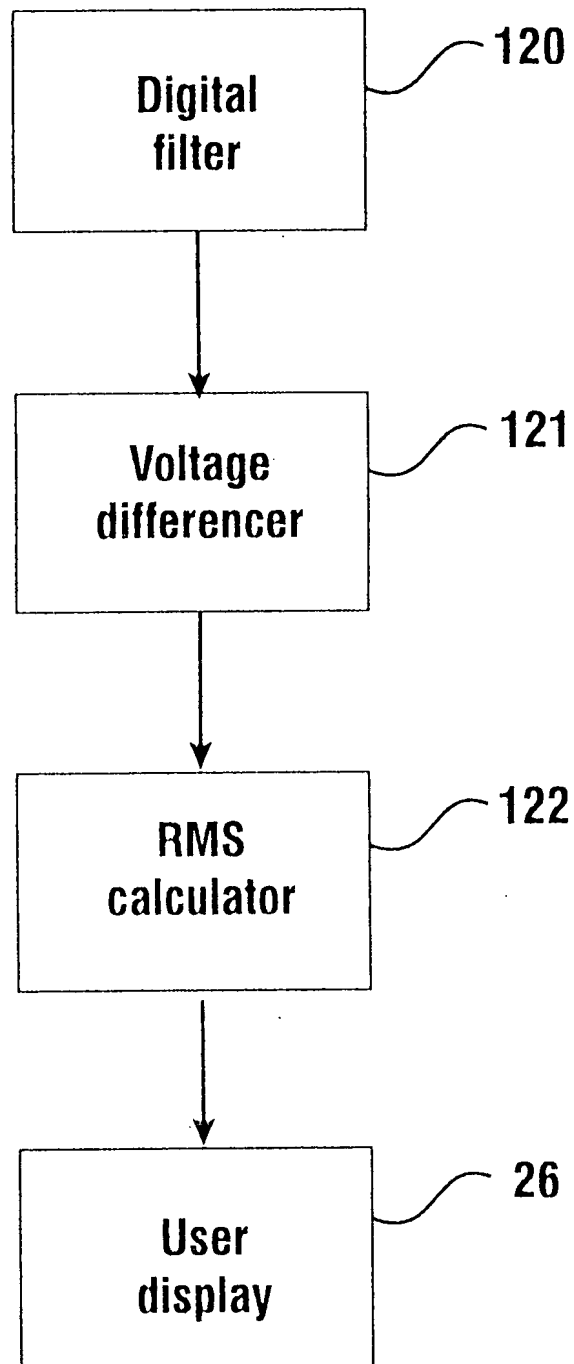 120
Digital
filter
121
Voltage
differencer
122
RMS
calculator
26
User
display